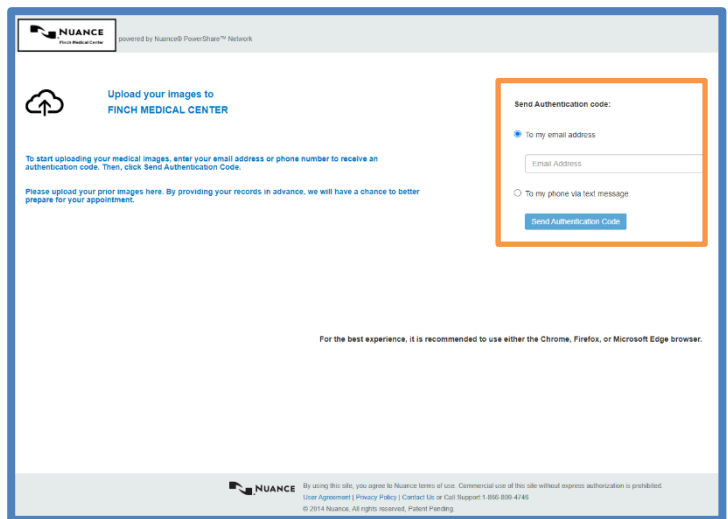 NUANCE
Finch Medical Center
powered by Nuance® PowerShare™ Network
Upload your images to
FINCH MEDICAL CENTER
To start uploading your medical images, enter your email address or phone number to receive an
authentication code. Then, click Send Authentication Code.
Please upload your prior images here. By providing your records in advance, we will have a chance to better
prepare for your appointment.
Send Authentication code:
To my email address
Email Address
To my phone via text message
Send Authentication Code
For the best experience, it is recommended to use either the Chrome, Firefox, or Microsoft Edge browser.
NUANCE
By using this site, you agree to Nuance terms of use. Commercial use of this site without express authorization is prohibited.
User Agreement | Privacy Policy | Contact Us or Call Support 1-866-809-4746
© 2014 Nuance. All rights reserved, Patent Pending